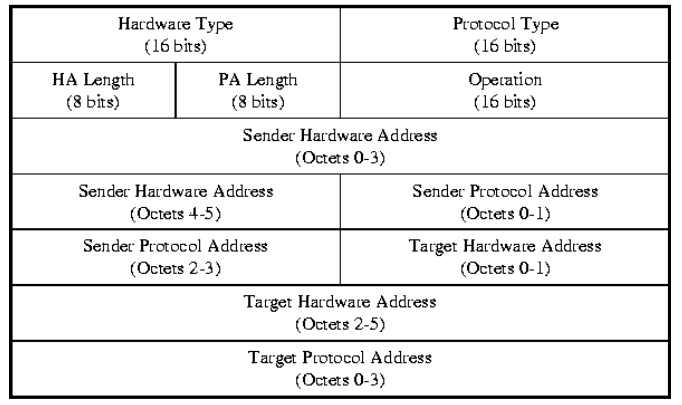 Hardware Type
(16 bits)
Protocol Type
(16 bits)
HA Length
(8 bits)
PA Length
(8 bits)
Operation
(16 bits)
Sender Hardware Address
(Octets 0-3)
Sender Hardware Address
(Octets 4-5)
Sender Protocol Address
(Octets 0-1)
Sender Protocol Address
(Octets 2-3)
Target Hardware Address
(Octets 0-1)
Target Hardware Address
(Octets 2-5)
Target Protocol Address
(Octets 0-3)